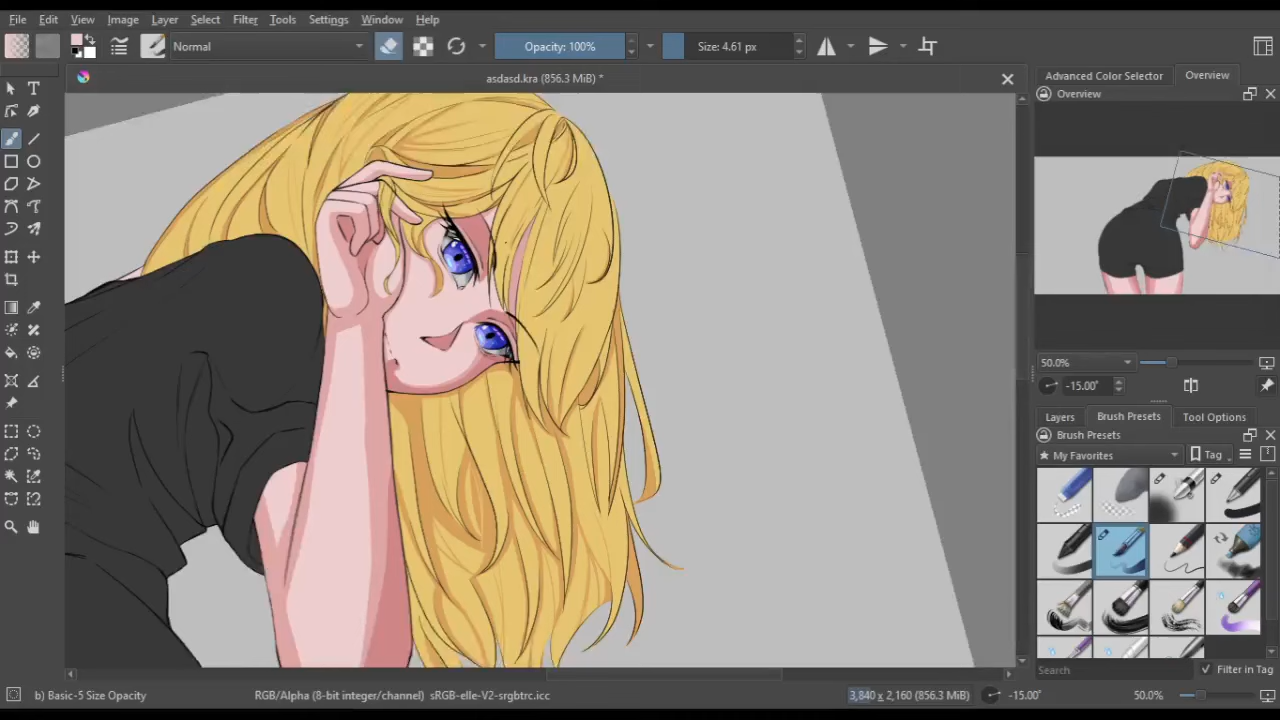 File Edit View Image Layer Select Filter Tools Settings Window Help
Normal Opacity: 100% Size: 4.61 px
asdasd.kra (856.3 MiB) *
Advanced Color Selector Overview
Overview
50.0%
-15.00°
Layers Brush Presets Tool Options
Brush Presets
★ My Favorites Tag
Search Filter in Tag
b) Basic-5 Size Opacity RGB/Alpha (8-bit integer/channel) sRGB-elle-V2-srgbtrc.icc 3,840 x 2,160 (856.3 MiB) -15.00° 50.0%